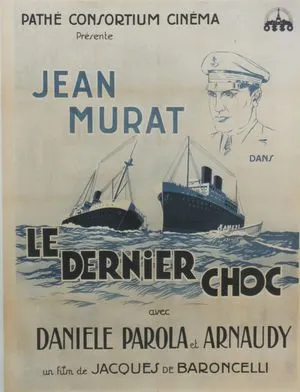 PATHÉ CONSORTIUM CINÉMA
Présente
OSSO
JEAN
MURAT
DANS
LE
DERNIER
CHOC
avec
DANIELE PAROLA et ARNAUDY
un film de JACQUES DE BARONCELLI